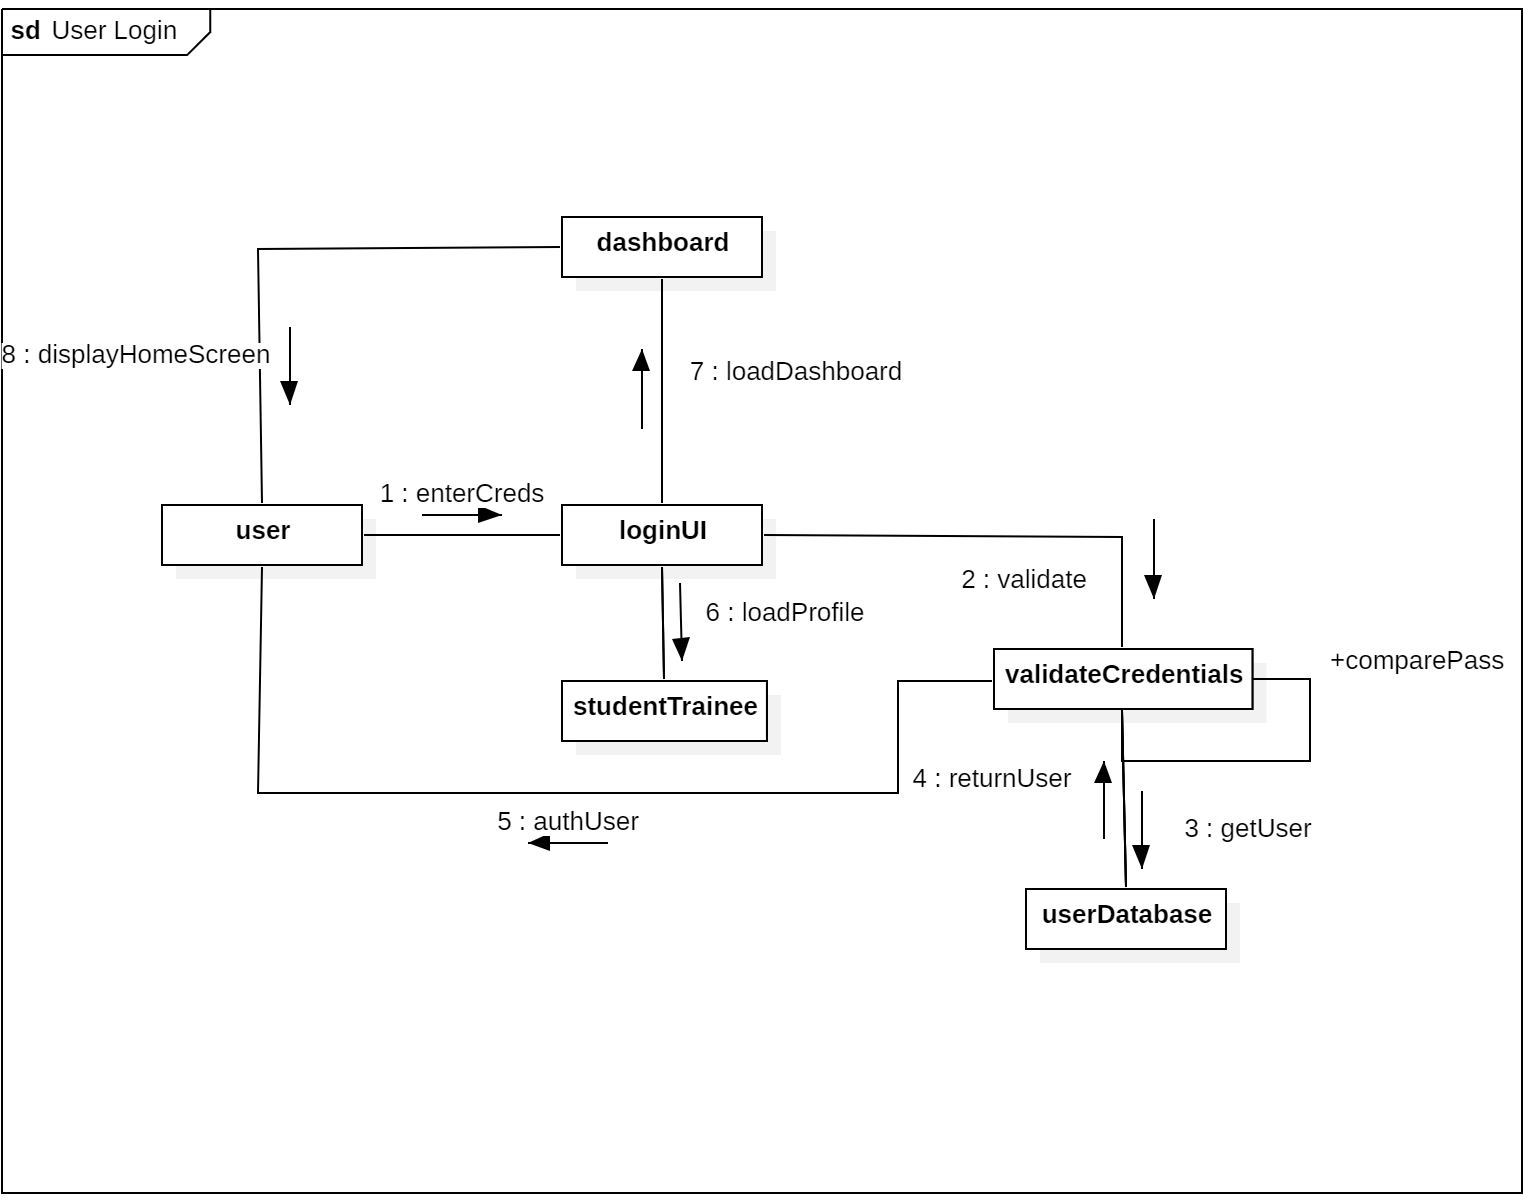 sd User Login
dashboard
8 : displayHomeScreen
7 : loadDashboard
1 : enterCreds
user
loginUI
2 : validate
6 : loadProfile
+comparePass
validateCredentials
studentTrainee
4 : returnUser
5 : authUser
3 : getUser
userDatabase